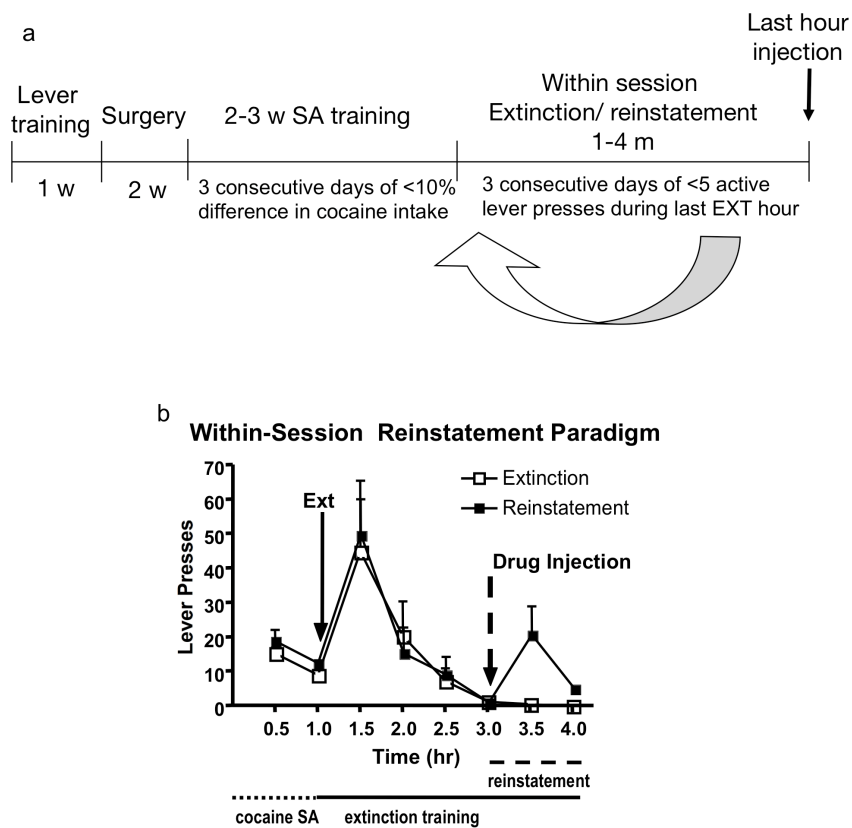 a
Last hour
injection
Lever
training
Surgery
2-3 w SA training
Within session
Extinction/ reinstatement
1-4 m
1 w
2 w
3 consecutive days of <10%
difference in cocaine intake
3 consecutive days of <5 active
lever presses during last EXT hour
b
Within-Session Reinstatement Paradigm
Extinction
Reinstatement
Ext
Drug Injection
Lever Presses
70
60
50
40
30
20
10
0
0.5 1.0 1.5 2.0 2.5 3.0 3.5 4.0
Time (hr)
reinstatement
cocaine SA extinction training